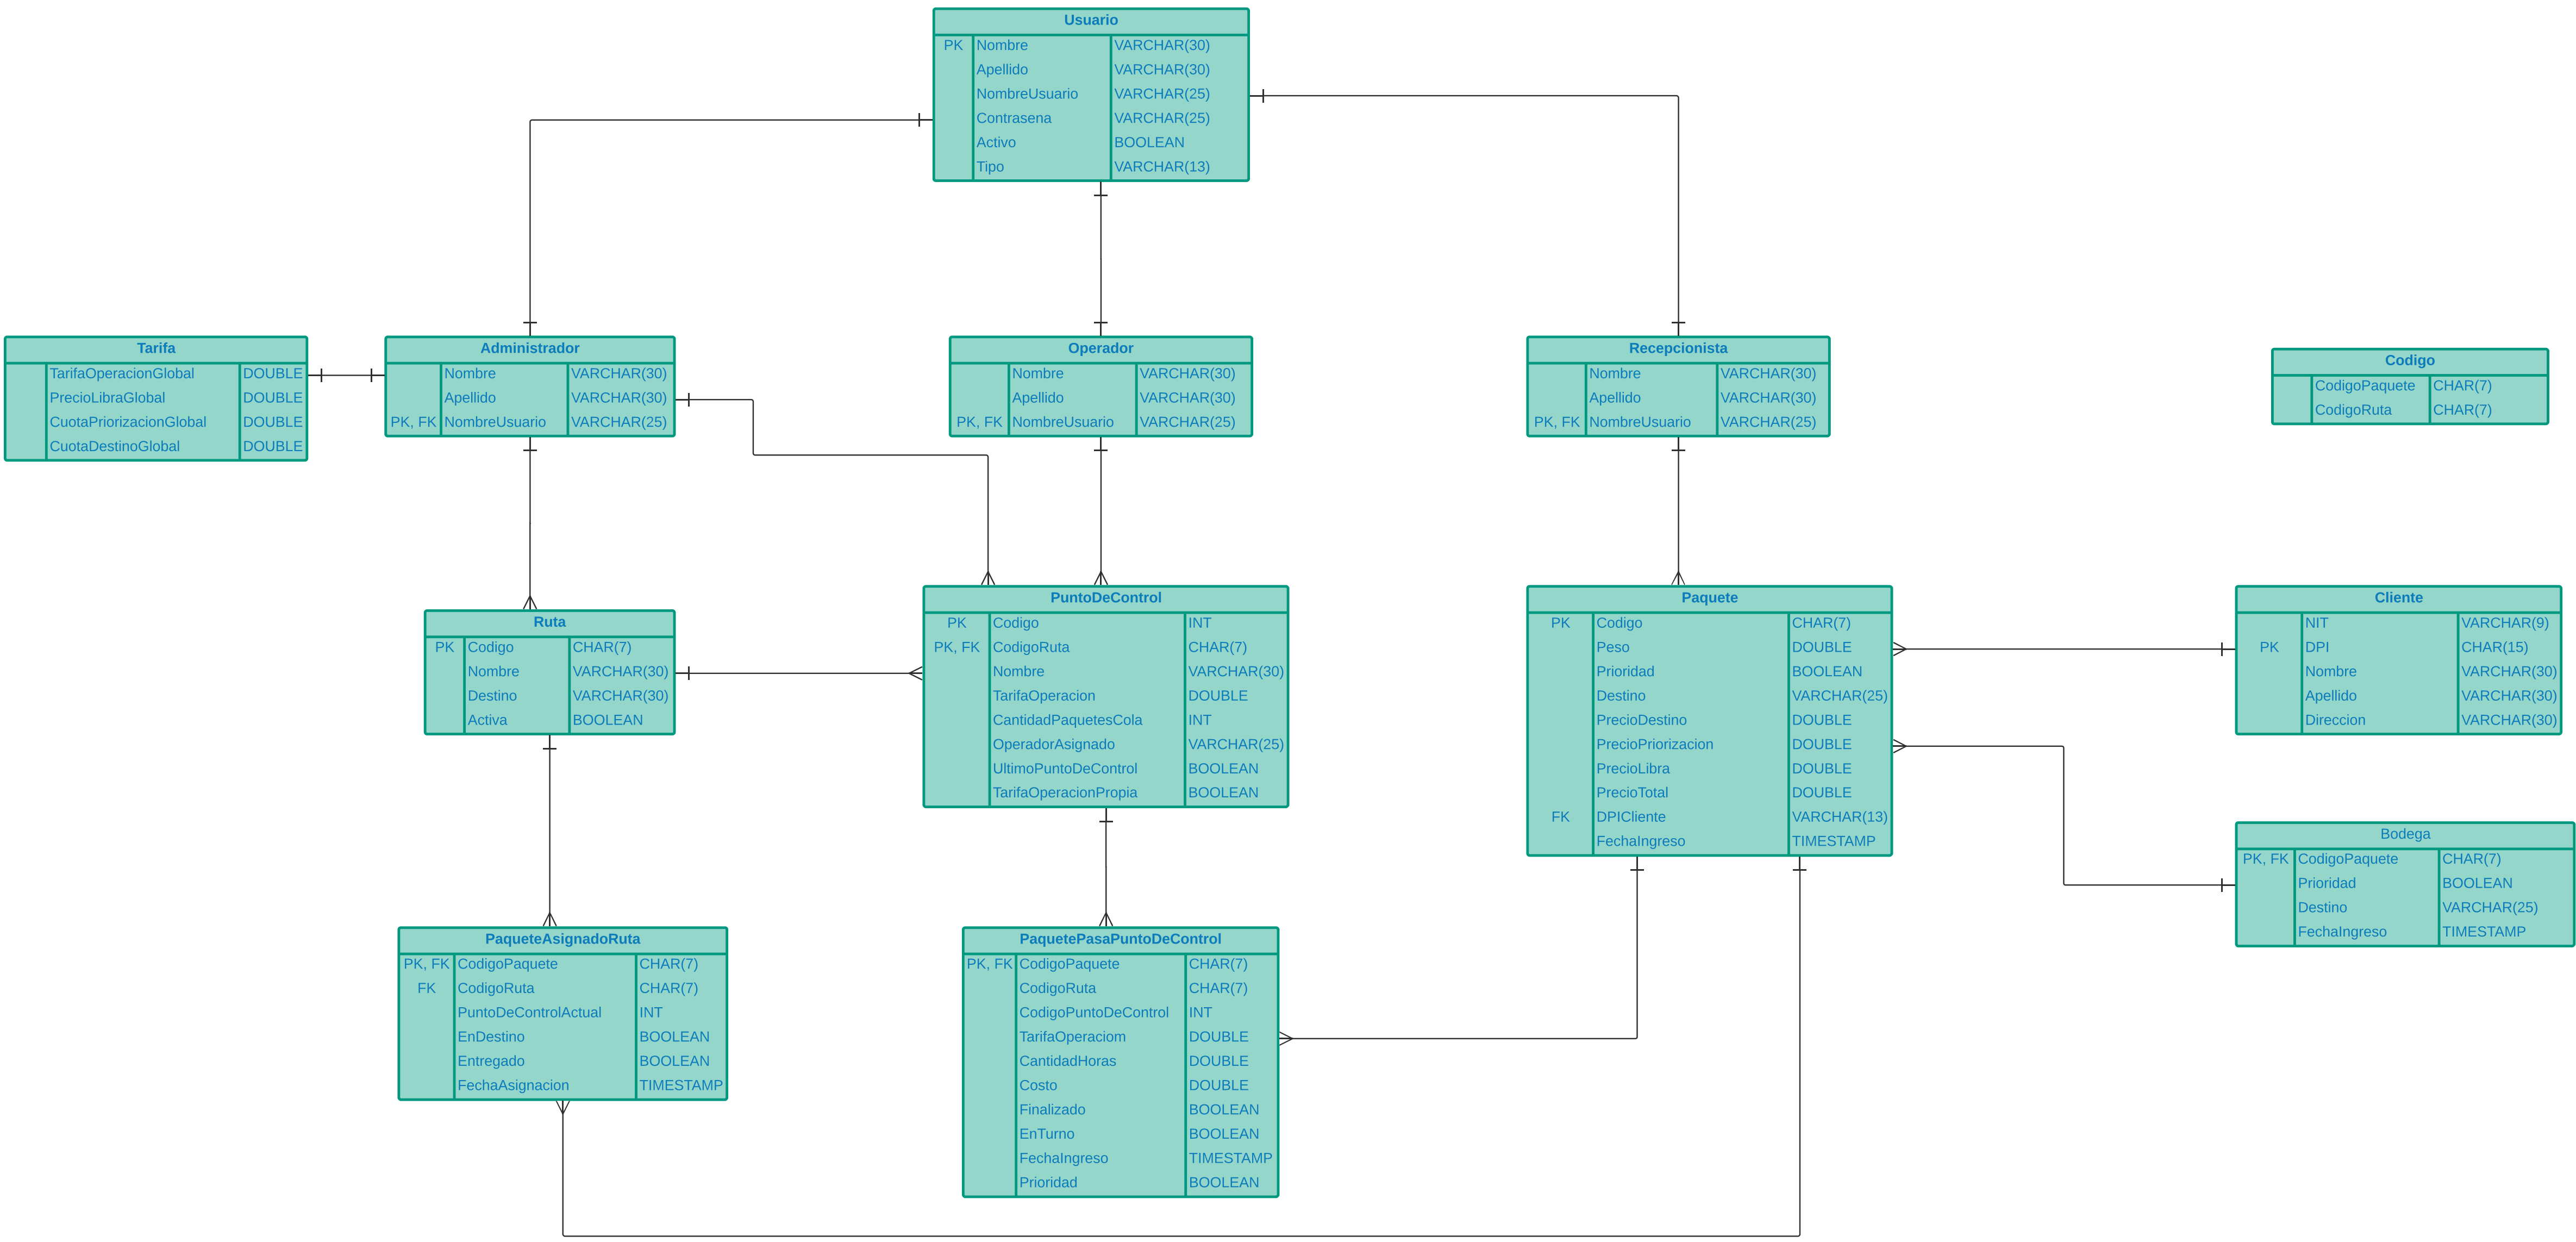 Usuario
PK Nombre VARCHAR(30)
Apellido VARCHAR(30)
NombreUsuario VARCHAR(25)
Contrasena VARCHAR(25)
Activo BOOLEAN
Tipo VARCHAR(13)
Tarifa
TarifaOperacionGlobal DOUBLE
PrecioLibraGlobal DOUBLE
CuotaPriorizacionGlobal DOUBLE
CuotaDestinoGlobal DOUBLE
Administrador
Nombre VARCHAR(30)
Apellido VARCHAR(30)
PK, FK NombreUsuario VARCHAR(25)
Operador
Nombre VARCHAR(30)
Apellido VARCHAR(30)
PK, FK NombreUsuario VARCHAR(25)
Recepcionista
Nombre VARCHAR(30)
Apellido VARCHAR(30)
PK, FK NombreUsuario VARCHAR(25)
Codigo
CodigoPaquete CHAR(7)
CodigoRuta CHAR(7)
Ruta
PK Codigo CHAR(7)
Nombre VARCHAR(30)
Destino VARCHAR(30)
Activa BOOLEAN
PuntoDeControl
PK Codigo INT
PK, FK CodigoRuta CHAR(7)
Nombre VARCHAR(30)
TarifaOperacion DOUBLE
CantidadPaquetesCola INT
OperadorAsignado VARCHAR(25)
UltimoPuntoDeControl BOOLEAN
TarifaOperacionPropia BOOLEAN
Paquete
PK Codigo CHAR(7)
Peso DOUBLE
Prioridad BOOLEAN
Destino VARCHAR(25)
PrecioDestino DOUBLE
PrecioPriorizacion DOUBLE
PrecioLibra DOUBLE
PrecioTotal DOUBLE
FK DPICliente VARCHAR(13)
FechaIngreso TIMESTAMP
Cliente
NIT VARCHAR(9)
PK DPI CHAR(15)
Nombre VARCHAR(30)
Apellido VARCHAR(30)
Direccion VARCHAR(30)
Bodega
PK, FK CodigoPaquete CHAR(7)
Prioridad BOOLEAN
Destino VARCHAR(25)
FechaIngreso TIMESTAMP
PaqueteAsignadoRuta
PK, FK CodigoPaquete CHAR(7)
FK CodigoRuta CHAR(7)
PuntoDeControlActual INT
EnDestino BOOLEAN
Entregado BOOLEAN
FechaAsignacion TIMESTAMP
PaquetePasaPuntoDeControl
PK, FK CodigoPaquete CHAR(7)
CodigoRuta CHAR(7)
CodigoPuntoDeControl INT
TarifaOperaciom DOUBLE
CantidadHoras DOUBLE
Costo DOUBLE
Finalizado BOOLEAN
EnTurno BOOLEAN
FechaIngreso TIMESTAMP
Prioridad BOOLEAN